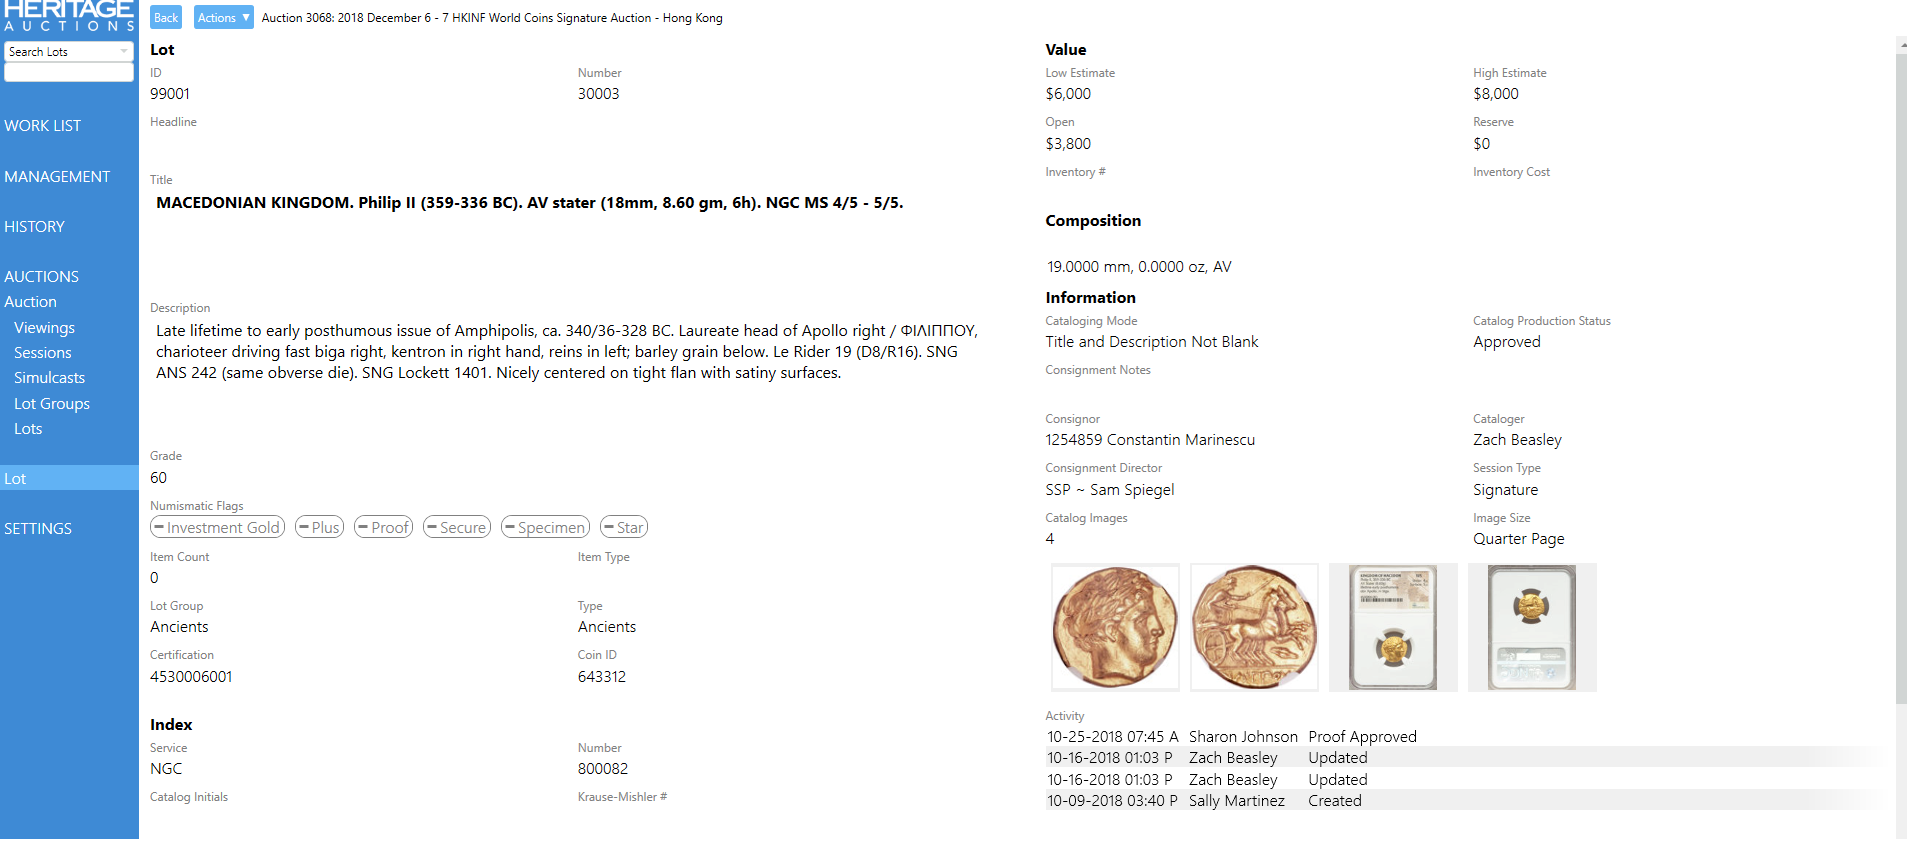 HERITAGE
AUCTIONS
Back Actions ▼ Auction 3068: 2018 December 6 - 7 HKINF World Coins Signature Auction - Hong Kong
Search Lots
WORK LIST
MANAGEMENT
HISTORY
AUCTIONS
Auction
Viewings
Sessions
Simulcasts
Lot Groups
Lots
Lot
SETTINGS
Lot
ID Number
99001 30003
Headline
Title
MACEDONIAN KINGDOM. Philip II (359-336 BC). AV stater (18mm, 8.60 gm, 6h). NGC MS 4/5 - 5/5.
Description
Late lifetime to early posthumous issue of Amphipolis, ca. 340/36-328 BC. Laureate head of Apollo right / ΦIΛIΠΠOY,
charioteer driving fast biga right, kentron in right hand, reins in left; barley grain below. Le Rider 19 (D8/R16). SNG
ANS 242 (same obverse die). SNG Lockett 1401. Nicely centered on tight flan with satiny surfaces.
Grade
60
Numismatic Flags
Investment Gold Plus Proof Secure Specimen Star
Item Count Item Type
0
Lot Group Type
Ancients Ancients
Certification Coin ID
4530006001 643312
Index
Service Number
NGC 800082
Catalog Initials Krause-Mishler #
Value
Low Estimate High Estimate
$6,000 $8,000
Open Reserve
$3,800 $0
Inventory # Inventory Cost
Composition
19.0000 mm, 0.0000 oz, AV
Information
Cataloging Mode Catalog Production Status
Title and Description Not Blank Approved
Consignment Notes
Consignor Cataloger
1254859 Constantin Marinescu Zach Beasley
Consignment Director Session Type
SSP ~ Sam Spiegel Signature
Catalog Images Image Size
4 Quarter Page
Activity
10-25-2018 07:45 A Sharon Johnson Proof Approved
10-16-2018 01:03 P Zach Beasley Updated
10-16-2018 01:03 P Zach Beasley Updated
10-09-2018 03:40 P Sally Martinez Created